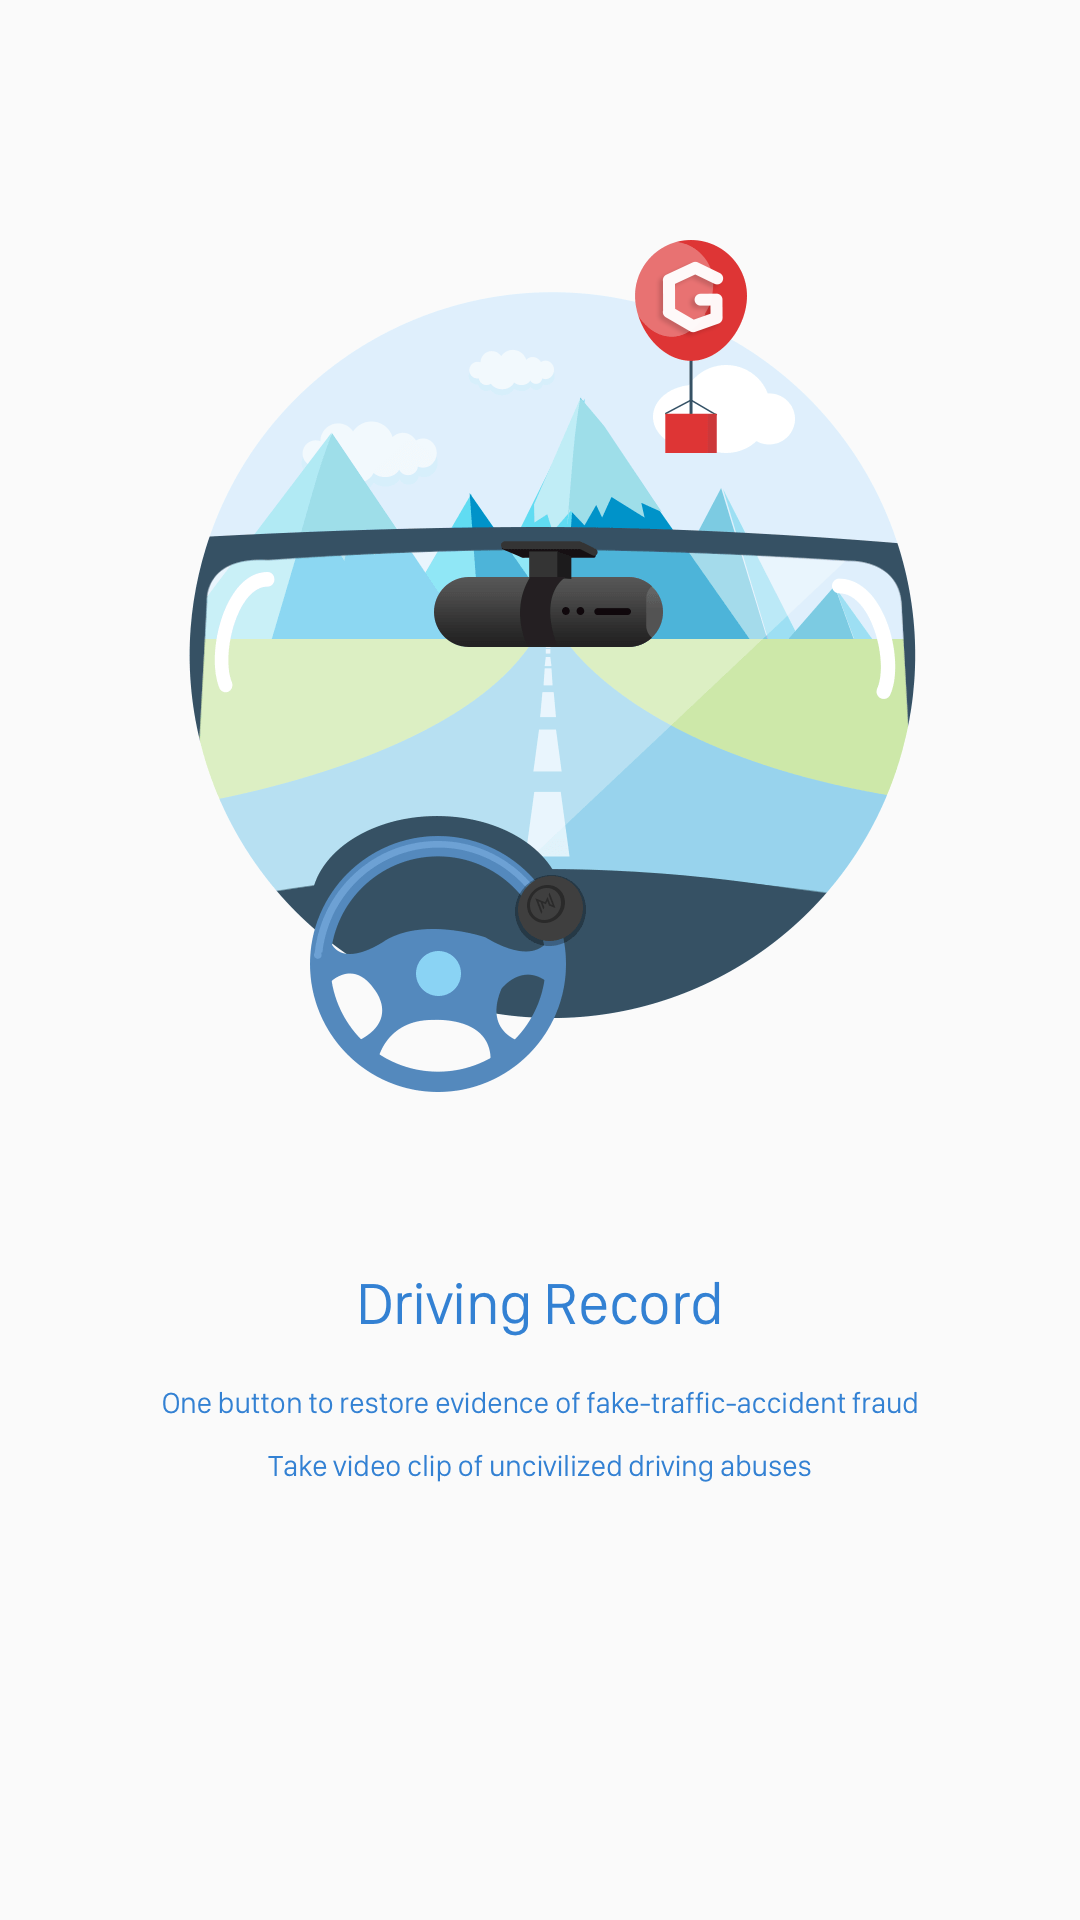 G
Driving Record
One button to restore evidence of fake-traffic-accident fraud
Take video clip of uncivilized driving abuses